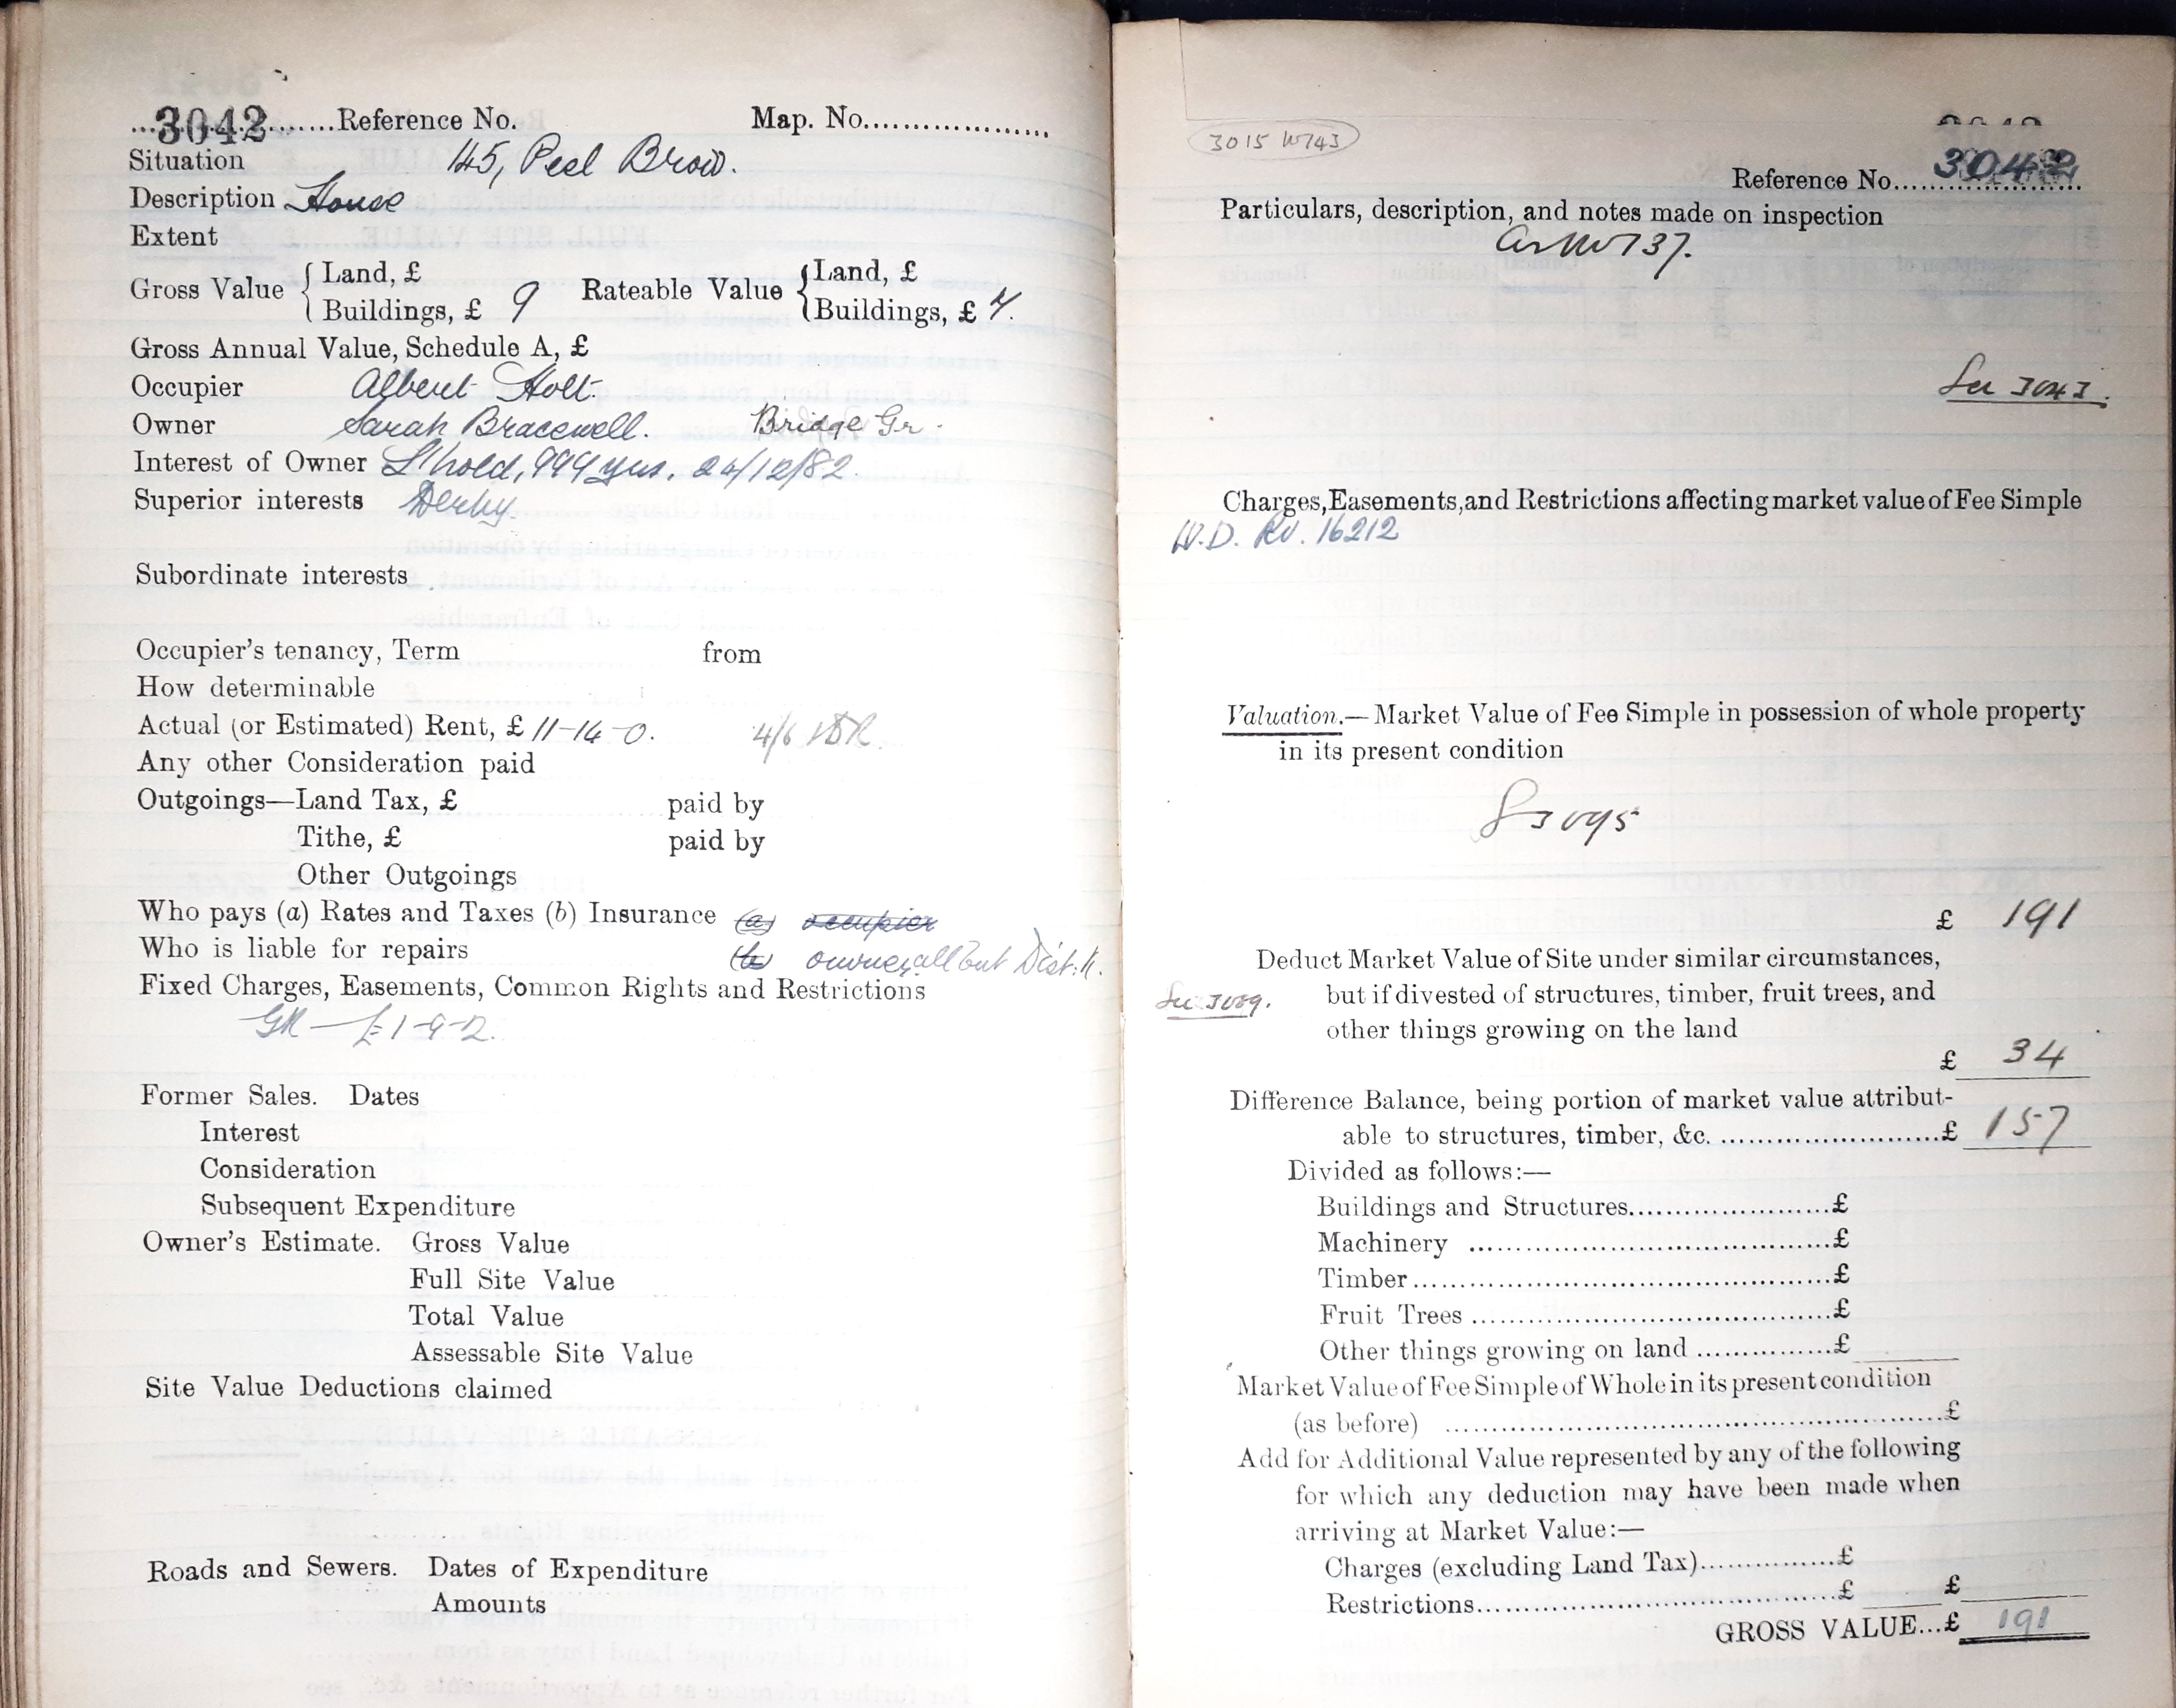 3042 Reference No. Map. No.
Situation 145, Peel Brow.
Description House
Extent
Gross Value { Land, £
Buildings, £ 9
Rateable Value { Land, £
Buildings, £ 7.
Gross Annual Value, Schedule A, £
Occupier Albert Holt.
Owner Sarah Bracewell. Bridge Gr.
Interest of Owner L'hold, 999 yrs. 24/12/82.
Superior interests Derby
Subordinate interests
Occupier's tenancy, Term from
How determinable
Actual (or Estimated) Rent, £ 11-14-0. 4/6
Any other Consideration paid
Outgoings—Land Tax, £ paid by
Tithe, £ paid by
Other Outgoings
Who pays (a) Rates and Taxes (b) Insurance (a) occupier
Who is liable for repairs (b) owner, all but Dist. R.
Fixed Charges, Easements, Common Rights and Restrictions
GR — £1-9-2.
Former Sales. Dates
Interest
Consideration
Subsequent Expenditure
Owner's Estimate. Gross Value
Full Site Value
Total Value
Assessable Site Value
Site Value Deductions claimed
Roads and Sewers. Dates of Expenditure
Amounts
3015 W743
Reference No. 3042
Particulars, description, and notes made on inspection
as W737.
See 3043.
Charges, Easements, and Restrictions affecting market value of Fee Simple
W.D. Rv. 16212
Valuation.—Market Value of Fee Simple in possession of whole property
in its present condition
S 3095
£ 191
Deduct Market Value of Site under similar circumstances,
See 3039. but if divested of structures, timber, fruit trees, and
other things growing on the land
£ 34
Difference Balance, being portion of market value attribut-
able to structures, timber, &c. £ 157
Divided as follows:—
Buildings and Structures £
Machinery £
Timber £
Fruit Trees £
Other things growing on land £
Market Value of Fee Simple of Whole in its present condition
(as before) £
Add for Additional Value represented by any of the following
for which any deduction may have been made when
arriving at Market Value:—
Charges (excluding Land Tax) £
Restrictions £ £
GROSS VALUE...£ 191